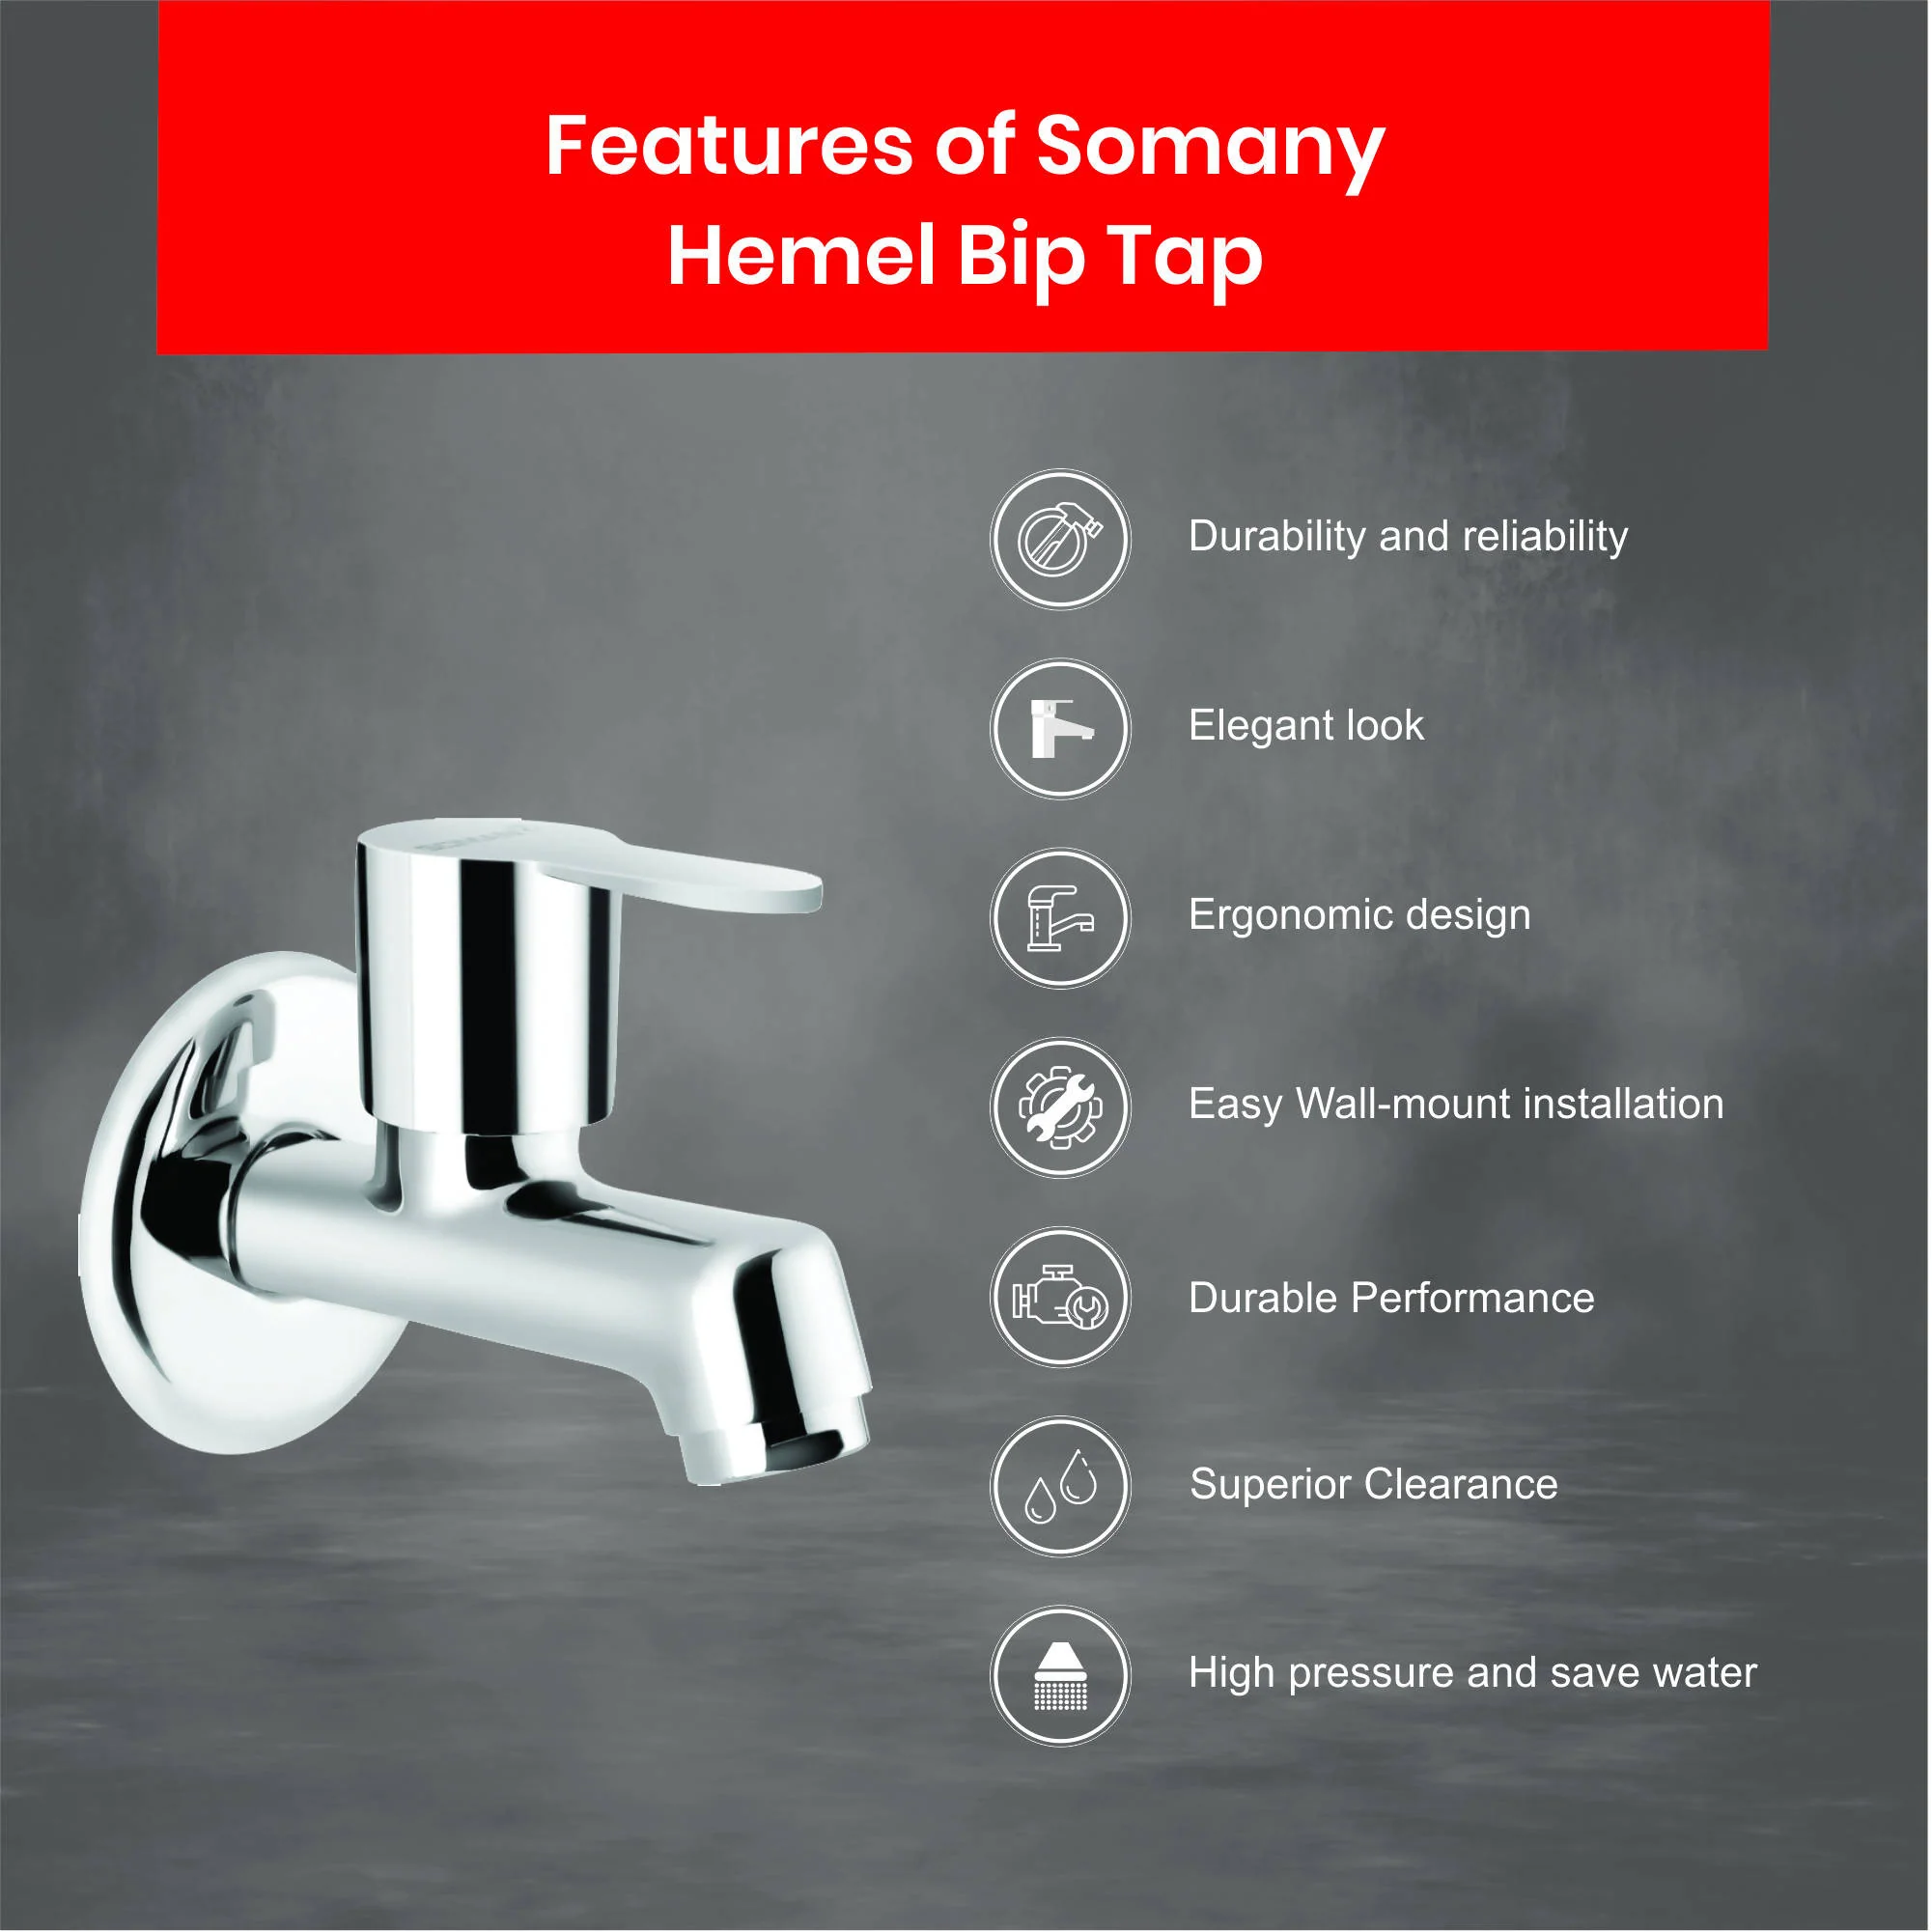 Features of Somany
Hemel Bip Tap
Durability and reliability
Elegant look
Ergonomic design
Easy Wall-mount installation
Durable Performance
Superior Clearance
High pressure and save water